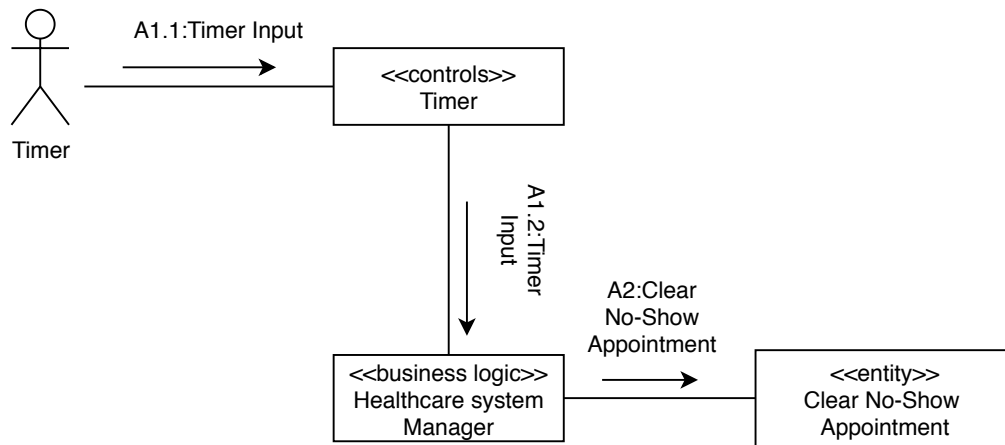 A1.1:Timer Input
<<controls>>
Timer
Timer
A1.2:Timer
Input
A2:Clear
No-Show
Appointment
<<business logic>>
Healthcare system
Manager
<<entity>>
Clear No-Show
Appointment